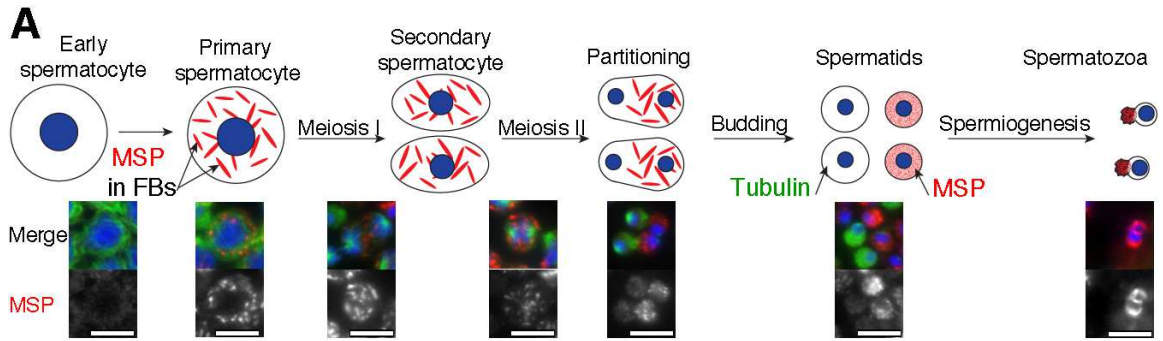 A
Early
spermatocyte
Primary
spermatocyte
Secondary
spermatocyte
Partitioning
Spermatids
Spermatozoa
MSP
in FBs
Meiosis I
Meiosis II
Budding
Spermiogenesis
Tubulin
MSP
Merge
MSP